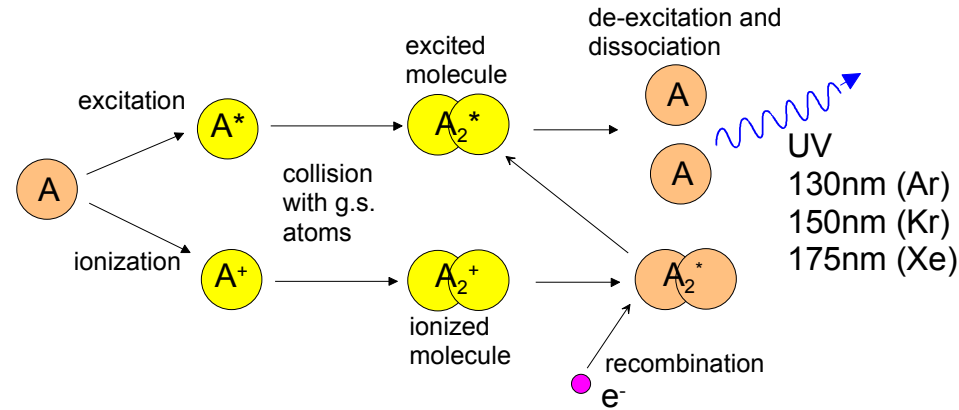 de-excitation and
dissociation
excited
molecule
excitation
A
A*
A₂*
A
A
UV
130nm (Ar)
150nm (Kr)
175nm (Xe)
collision
with g.s.
atoms
ionization
A⁺
A₂⁺
A₂*
ionized
molecule
recombination
e⁻